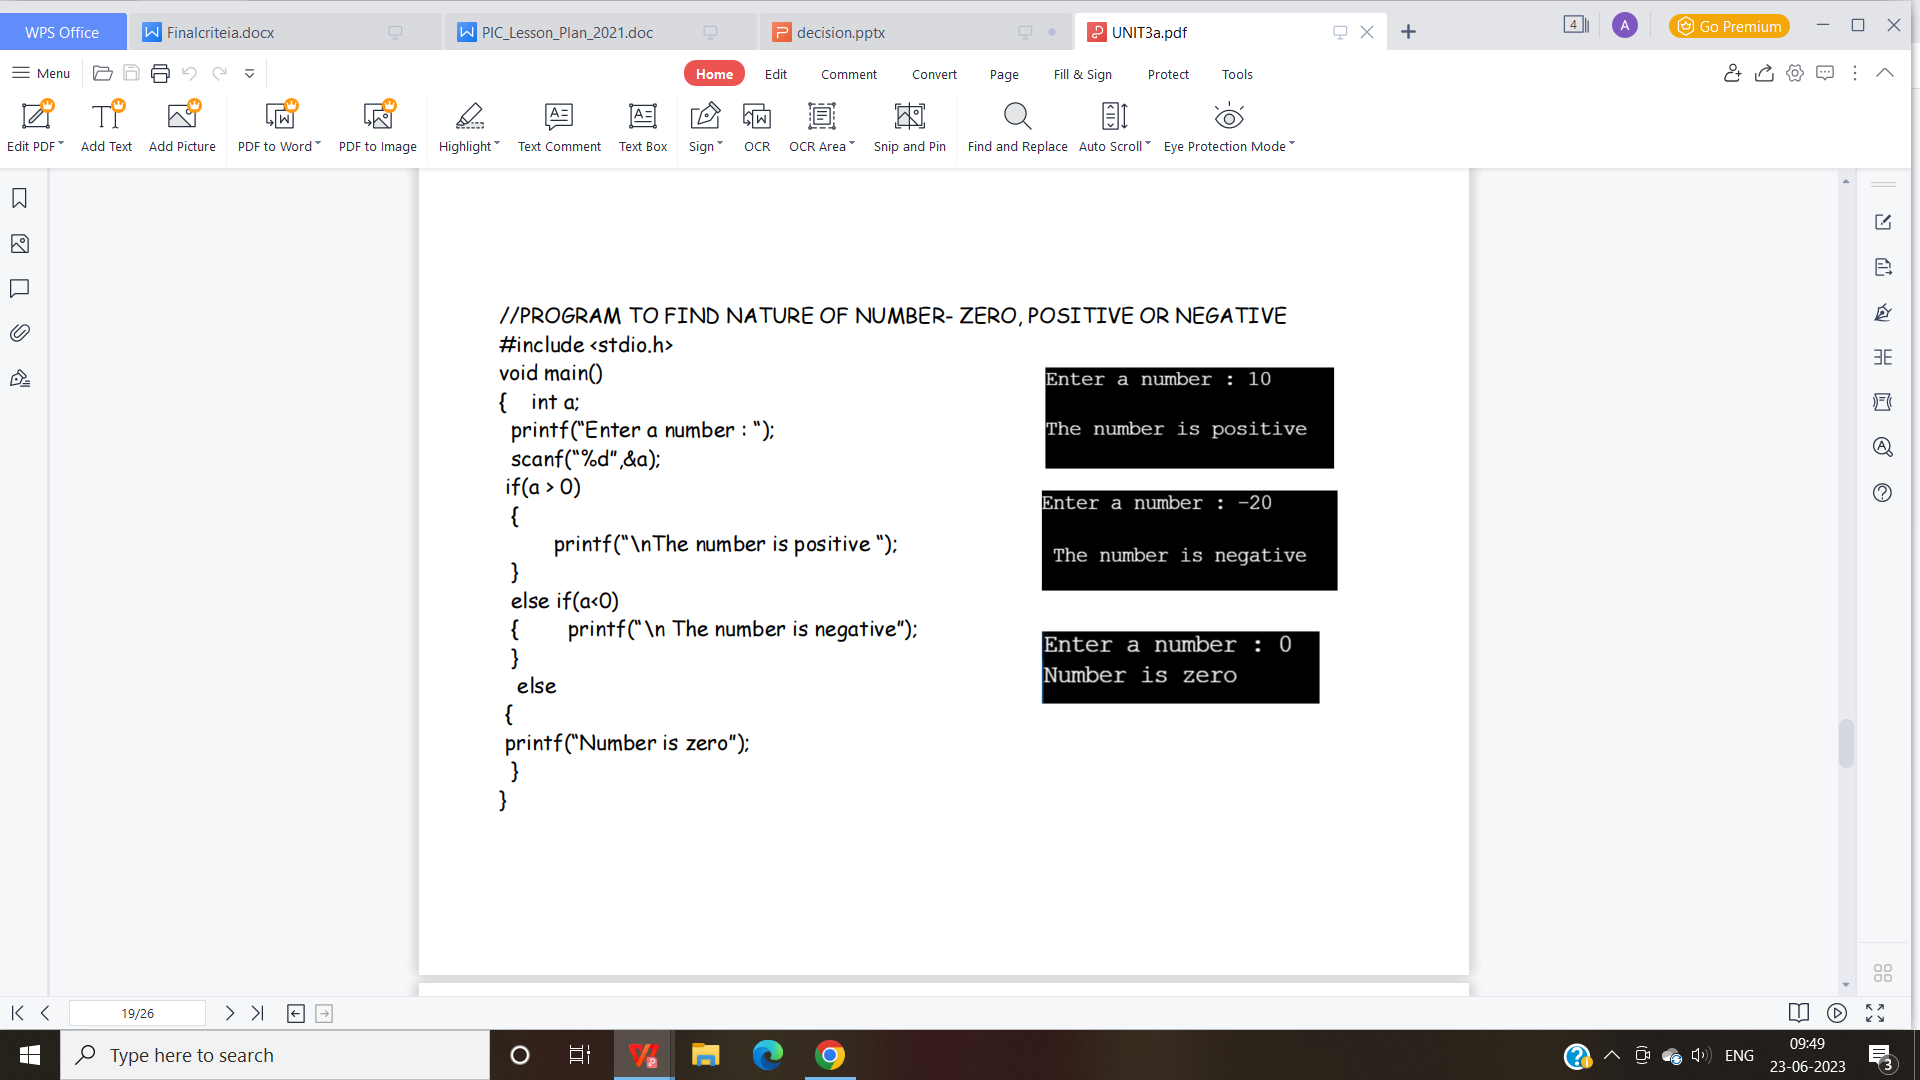 WPS Office
Finalcriteia.docx
PIC_Lesson_Plan_2021.doc
decision.pptx
UNIT3a.pdf
4
A
Go Premium
Menu
Home
Edit
Comment
Convert
Page
Fill & Sign
Protect
Tools
Edit PDF
Add Text
Add Picture
PDF to Word
PDF to Image
Highlight
Text Comment
Text Box
Sign
OCR
OCR Area
Snip and Pin
Find and Replace
Auto Scroll
Eye Protection Mode
//PROGRAM TO FIND NATURE OF NUMBER- ZERO, POSITIVE OR NEGATIVE
#include <stdio.h>
void main()
{ int a;
printf(“Enter a number : “);
scanf(“%d”,&a);
if(a > 0)
{
printf(“\nThe number is positive “);
}
else if(a<0)
{ printf(“\n The number is negative”);
}
else
{
printf(“Number is zero”);
}
}
Enter a number : 10
The number is positive
Enter a number : -20
The number is negative
Enter a number : 0
Number is zero
19/26
Type here to search
ENG
09:49
23-06-2023
3